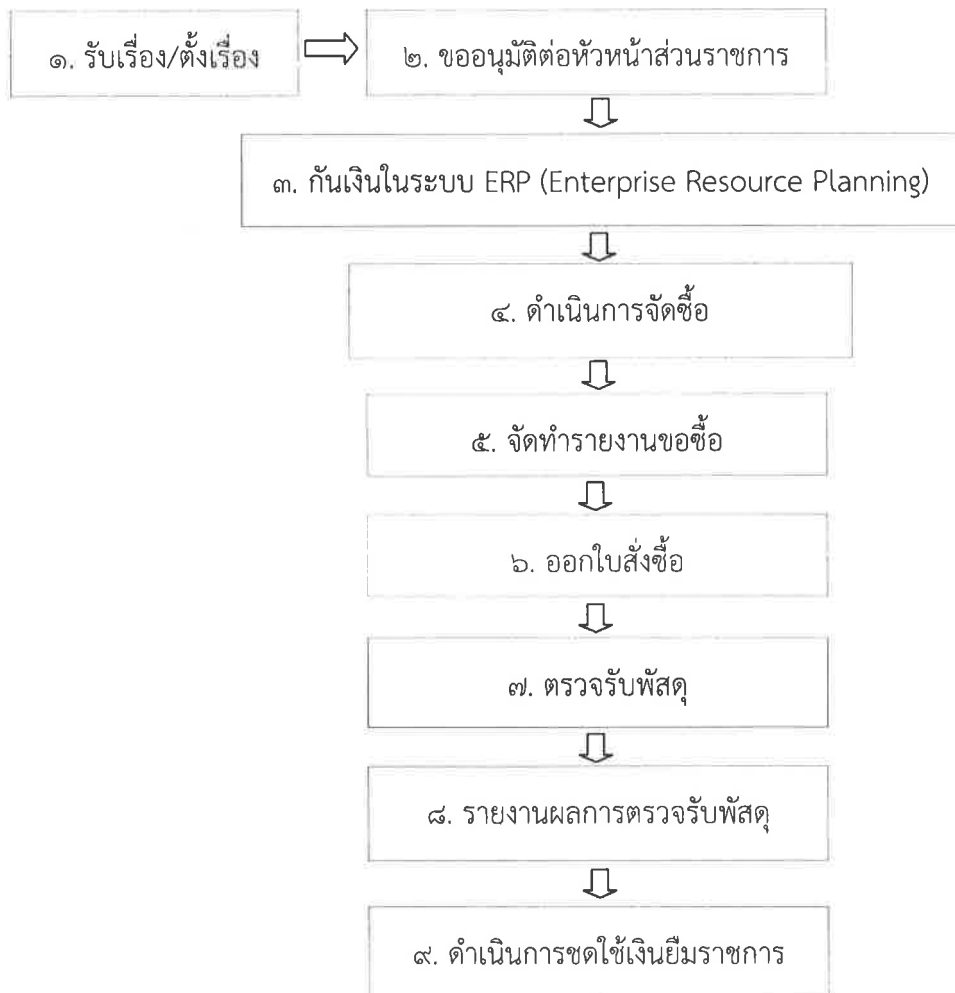 ๑. รับเรื่อง/ตั้งเรื่อง
๒. ขออนุมัติต่อหัวหน้าส่วนราชการ
๓. กันเงินในระบบ ERP (Enterprise Resource Planning)
๔. ดำเนินการจัดซื้อ
๕. จัดทำรายงานขอซื้อ
๖. ออกใบสั่งซื้อ
๗. ตรวจรับพัสดุ
๘. รายงานผลการตรวจรับพัสดุ
๙. ดำเนินการชดใช้เงินยืมราชการ